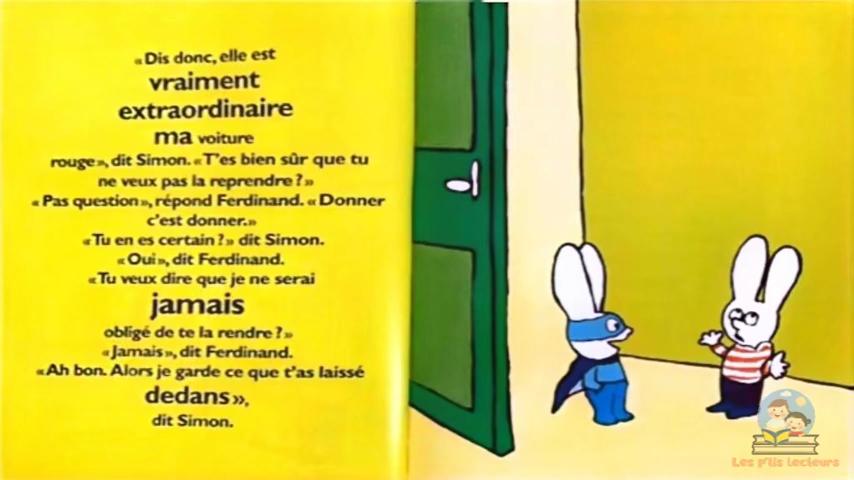 «Dis donc, elle est
vraiment
extraordinaire
ma voiture
rouge», dit Simon. «T'es bien sûr que tu
ne veux pas la reprendre?»
«Pas question», répond Ferdinand. «Donner
c'est donner.»
«Tu en es certain?» dit Simon.
«Oui», dit Ferdinand.
«Tu veux dire que je ne serai
jamais
obligé de te la rendre?»
«Jamais», dit Ferdinand.
«Ah bon. Alors je garde ce que t'as laissé
dedans»,
dit Simon.
Les p'tis lecteurs